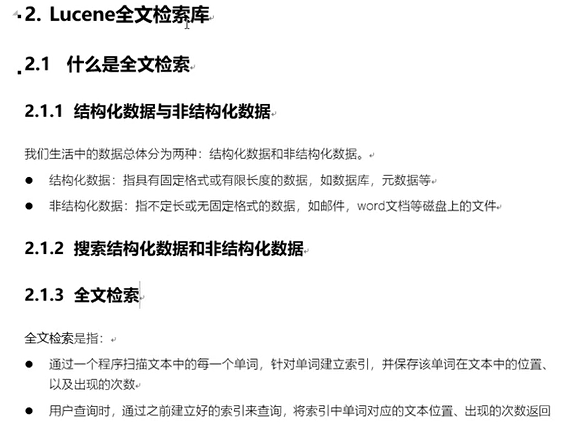 2. Lucene全文检索库
2.1 什么是全文检索
2.1.1 结构化数据与非结构化数据
我们生活中的数据总体分为两种：结构化数据和非结构化数据。
● 结构化数据：指具有固定格式或有限长度的数据，如数据库，元数据等
● 非结构化数据：指不定长或无固定格式的数据，如邮件，word文档等磁盘上的文件
2.1.2 搜索结构化数据和非结构化数据
2.1.3 全文检索
全文检索是指：
● 通过一个程序扫描文本中的每一个单词，针对单词建立索引，并保存该单词在文本中的位置、
以及出现的次数
● 用户查询时，通过之前建立好的索引来查询，将索引中单词对应的文本位置、出现的次数返回